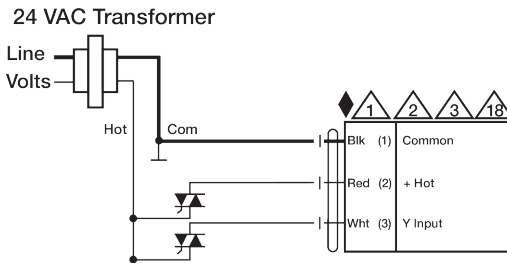 24 VAC Transformer
Line
Volts
Hot
Com
1 2 3 18
Blk (1) Common
Red (2) + Hot
Wht (3) Y Input